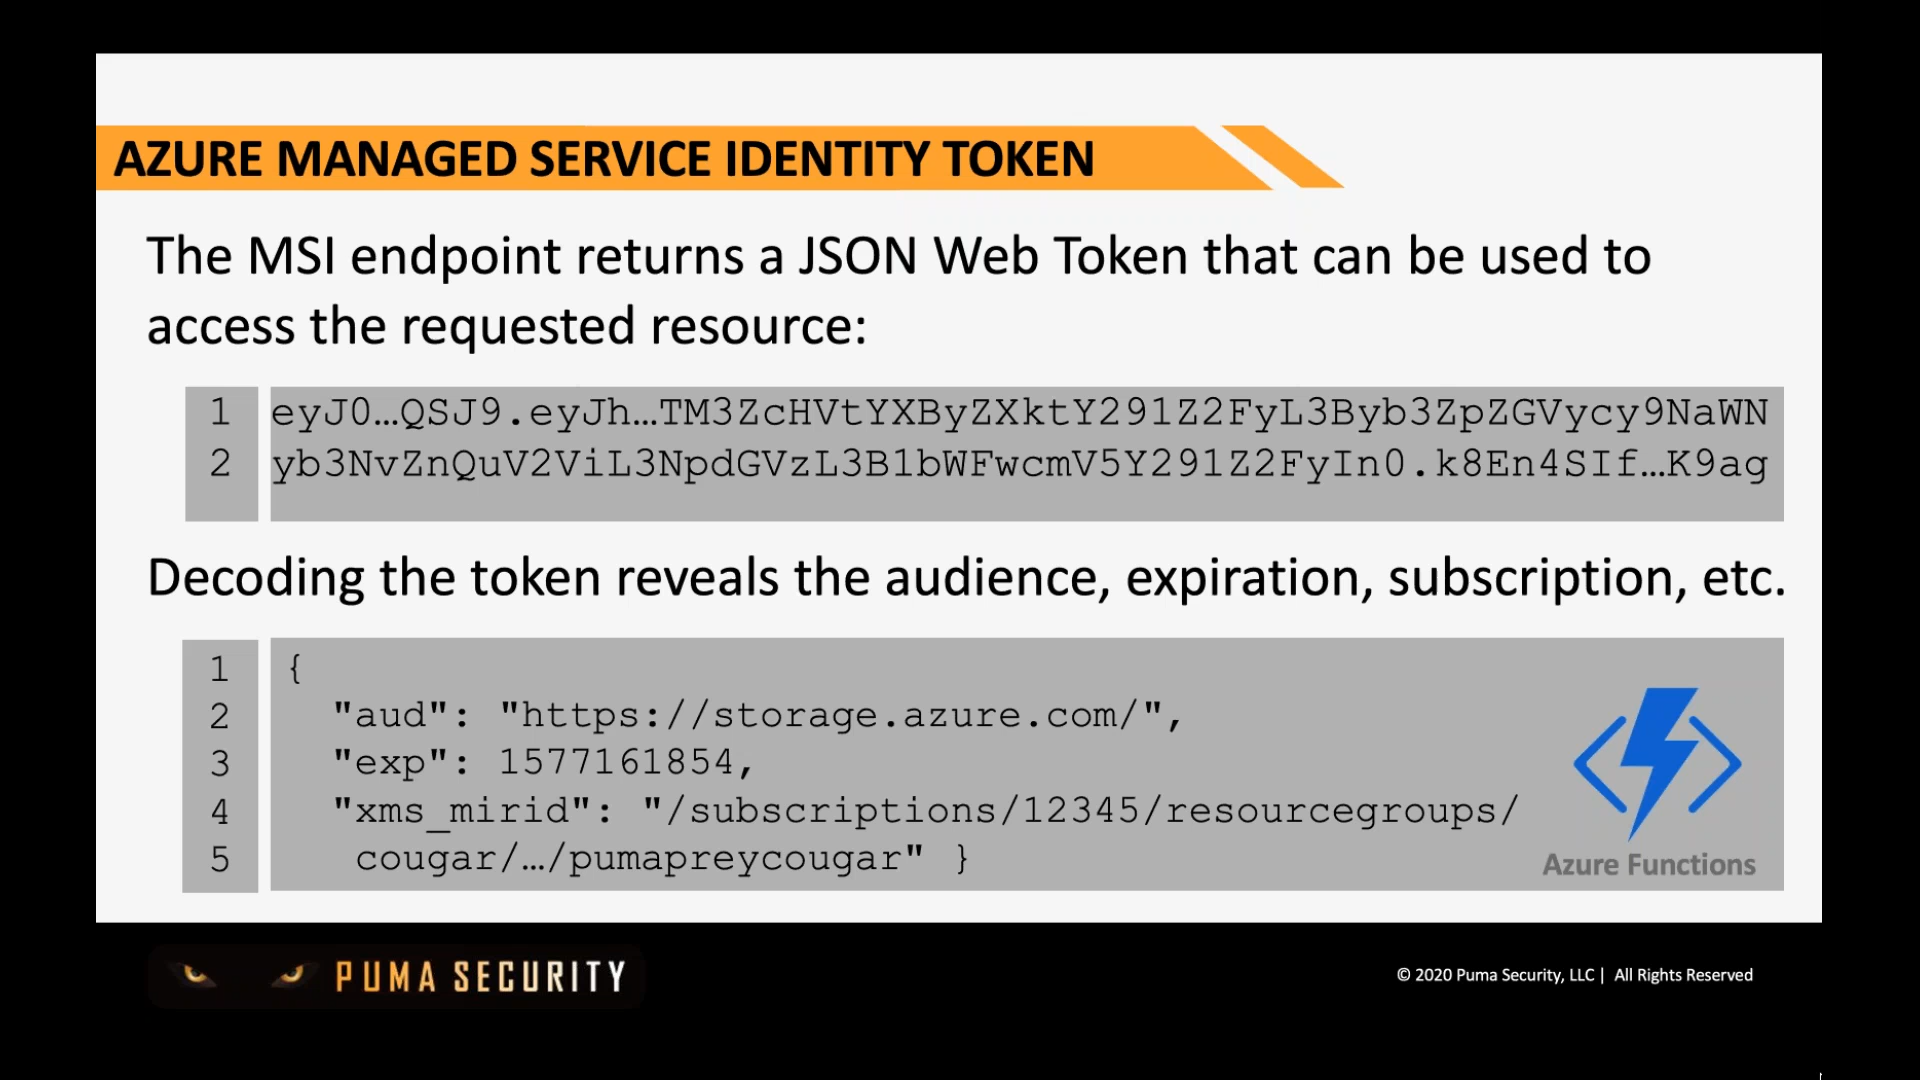 AZURE MANAGED SERVICE IDENTITY TOKEN
The MSI endpoint returns a JSON Web Token that can be used to
access the requested resource:
1 eyJ0…QSJ9.eyJh…TM3ZcHVtYXByZXktY291Z2FyL3Byb3ZpZGVycy9NaWN
2 yb3NvZnQuV2ViL3NpdGVzL3B1bWFwcmV5Y291Z2FyIn0.k8En4SIf…K9ag
Decoding the token reveals the audience, expiration, subscription, etc.
1 {
2 "aud": "https://storage.azure.com/",
3 "exp": 1577161854,
4 "xms_mirid": "/subscriptions/12345/resourcegroups/
5 cougar/…/pumapreycougar" }
Azure Functions
PUMA SECURITY
© 2020 Puma Security, LLC | All Rights Reserved